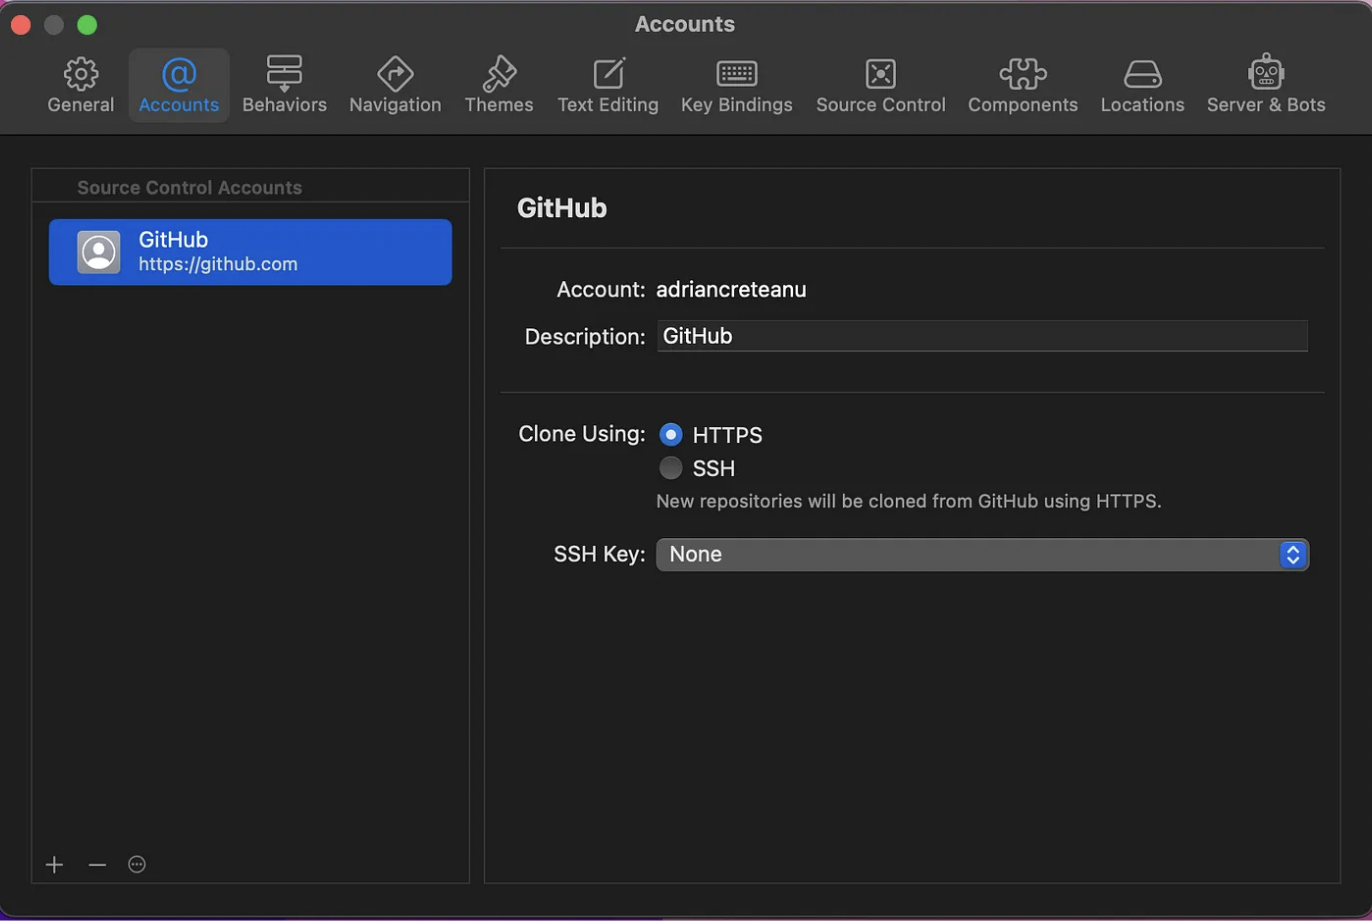 Accounts
General Accounts Behaviors Navigation Themes Text Editing Key Bindings Source Control Components Locations Server & Bots
Source Control Accounts
GitHub
https://github.com
GitHub
Account: adriancreteanu
Description: GitHub
Clone Using: HTTPS
SSH
New repositories will be cloned from GitHub using HTTPS.
SSH Key: None